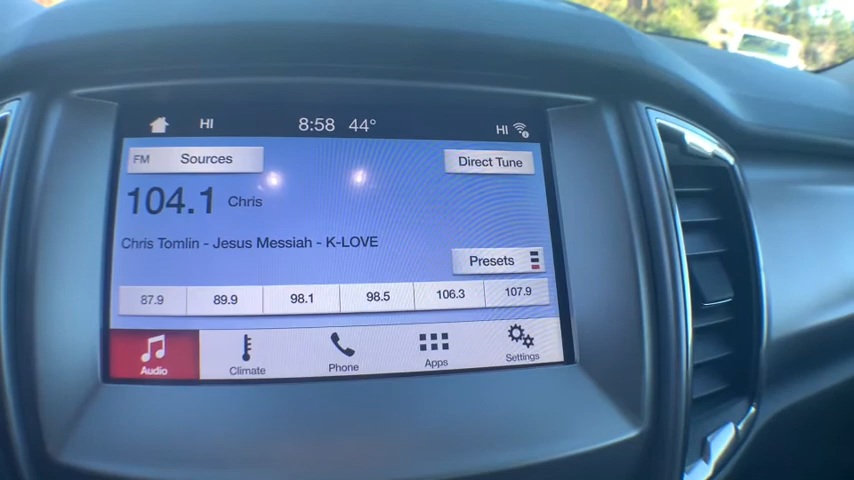 HI 8:58 44° HI
FM Sources Direct Tune
104.1 Chris
Chris Tomlin - Jesus Messiah - K-LOVE
Presets
87.9 89.9 98.1 98.5 106.3 107.9
Audio Climate Phone Apps Settings